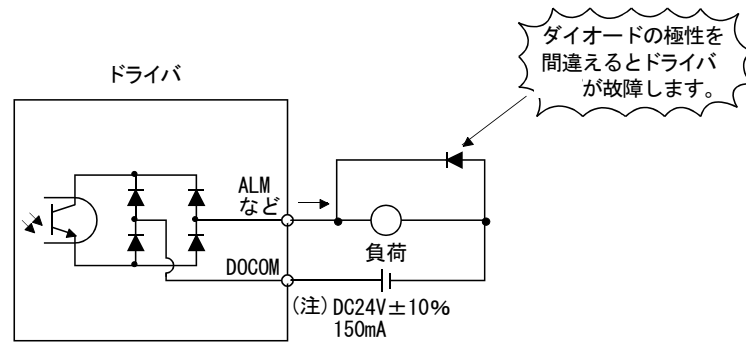 ダイオードの極性を
間違えるとドライバ
が故障します。
ドライバ
ALM
など
負荷
DOCOM
(注) DC24V±10%
150mA